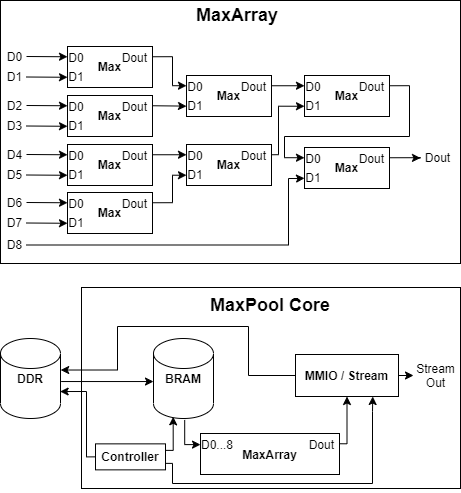 MaxArray
D0
D1
D0 Dout
D1
Max
D2
D3
D0 Dout
D1
Max
D4
D5
D0 Dout
D1
Max
D6
D7
D0 Dout
D1
Max
D8
D0 Dout
D1
Max
D0 Dout
D1
Max
D0 Dout
D1
Max
D0 Dout
D1
Max
Dout
MaxPool Core
DDR
BRAM
MMIO / Stream
Stream
Out
Controller
D0...8 Dout
MaxArray